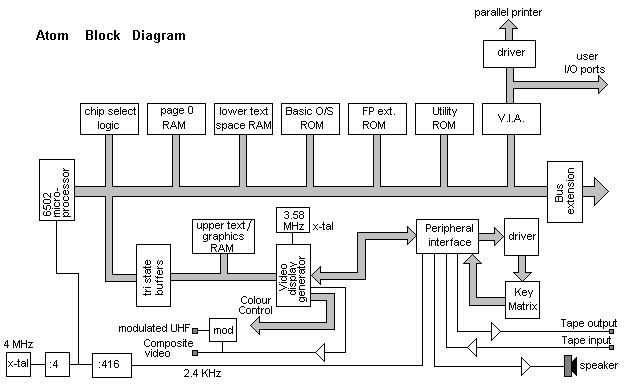 parallel printer
Atom Block Diagram
driver
user
I/O ports
chip select
logic
page 0
RAM
lower text
space RAM
Basic O/S
ROM
FP ext.
ROM
Utility
ROM
V.I.A.
6502
micro-
processor
Bus
extension
3.58
MHz
x-tal
upper text/
graphics
RAM
Peripheral
interface
driver
tri state
buffers
Video
display
generator
Key
Matrix
Colour
Control
modulated UHF
mod
Composite
video
Tape output
Tape input
speaker
4 MHz
x-tal
:4
:416
2.4 KHz